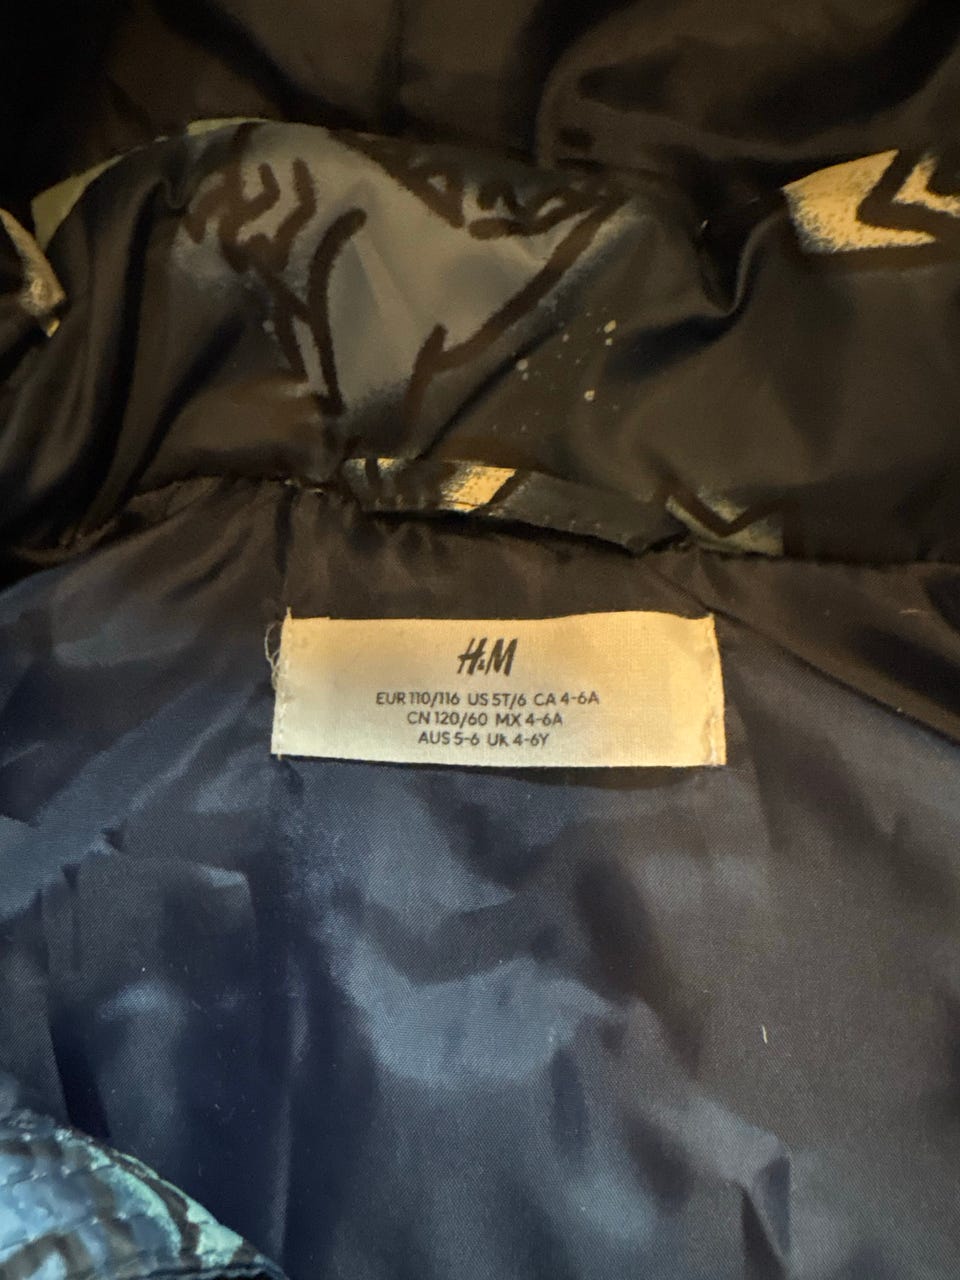 H&M
EUR 110/116 US 5T/6 CA 4-6A
CN 120/60 MX 4-6A
AUS 5-6 UK 4-6Y